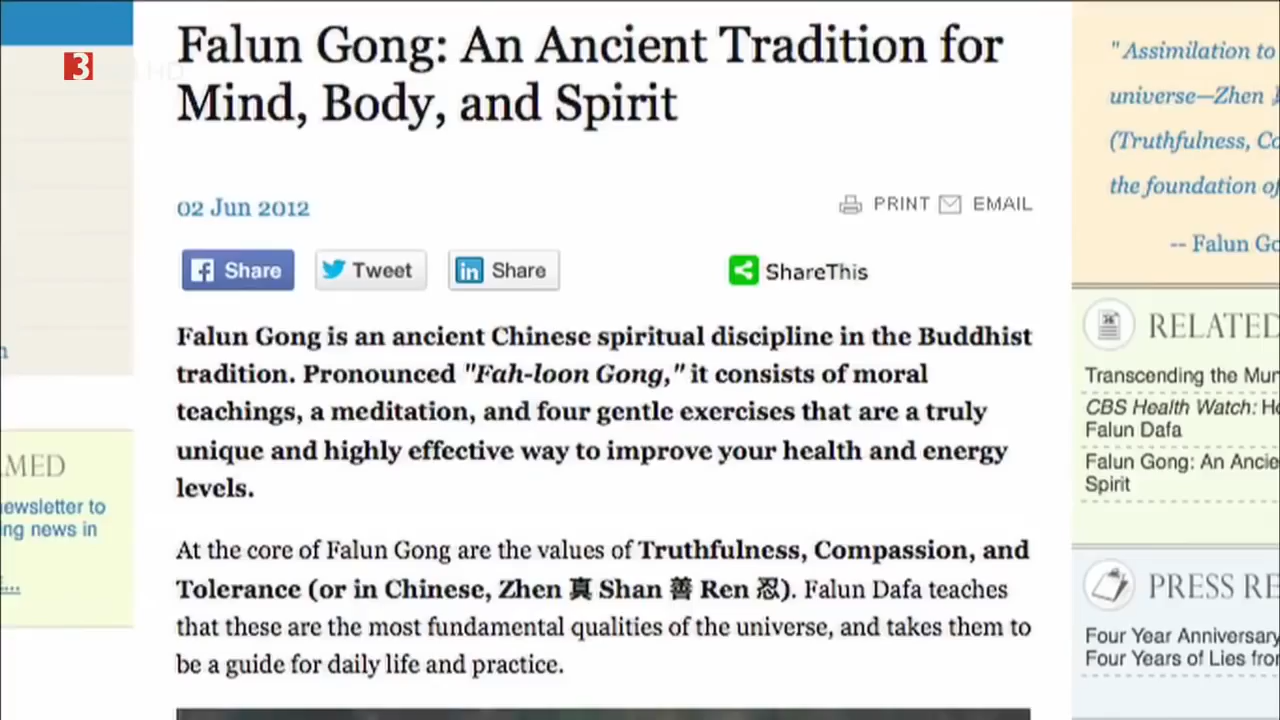 3
HD
Falun Gong: An Ancient Tradition for
Mind, Body, and Spirit
02 Jun 2012
PRINT
EMAIL
Share
Tweet
in Share
ShareThis
Falun Gong is an ancient Chinese spiritual discipline in the Buddhist
tradition. Pronounced "Fah-loon Gong," it consists of moral
teachings, a meditation, and four gentle exercises that are a truly
unique and highly effective way to improve your health and energy
levels.
At the core of Falun Gong are the values of Truthfulness, Compassion, and
Tolerance (or in Chinese, Zhen 真 Shan 善 Ren 忍). Falun Dafa teaches
that these are the most fundamental qualities of the universe, and takes them to
be a guide for daily life and practice.
n
MED
ewsletter to
ing news in
...
"Assimilation to
universe—Zhen
(Truthfulness, Co
the foundation of
-- Falun Go
RELATED
Transcending the Mun
CBS Health Watch: Ho
Falun Dafa
Falun Gong: An Ancie
Spirit
PRESS RE
Four Year Anniversary
Four Years of Lies from